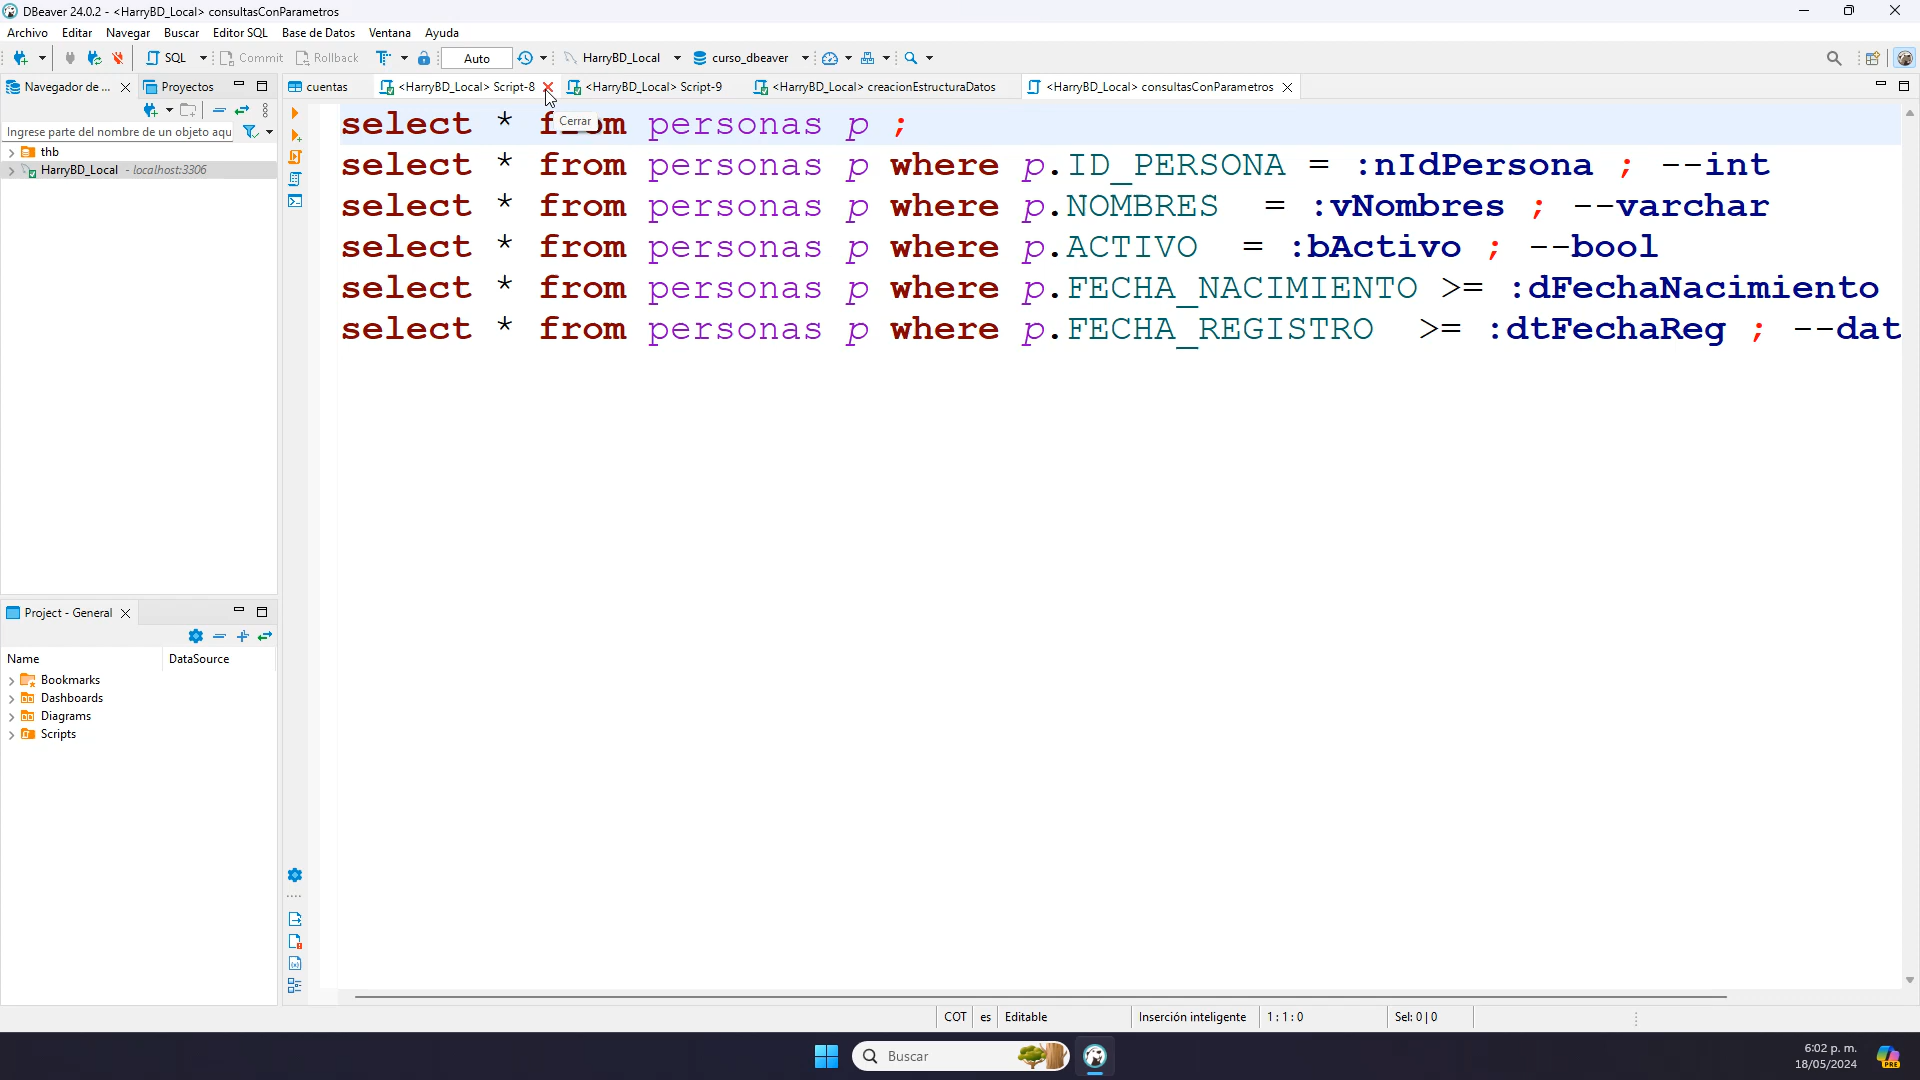 DBeaver 24.0.2 - <HarryBD_Local> consultasConParametros
Archivo Editar Navegar Buscar Editor SQL Base de Datos Ventana Ayuda
SQL Commit Rollback Auto HarryBD_Local curso_dbeaver
Navegador de ... Proyectos
cuentas <HarryBD_Local> Script-8 <HarryBD_Local> Script-9 <HarryBD_Local> creacionEstructuraDatos <HarryBD_Local> consultasConParametros
Cerrar
Ingrese parte del nombre de un objeto aqu
thb
HarryBD_Local - localhost:3306
select * from personas p ;
select * from personas p where p.ID_PERSONA = :nIdPersona ; --int
select * from personas p where p.NOMBRES = :vNombres ; --varchar
select * from personas p where p.ACTIVO = :bActivo ; --bool
select * from personas p where p.FECHA_NACIMIENTO >= :dFechaNacimiento
select * from personas p where p.FECHA_REGISTRO >= :dtFechaReg ; --dat
Project - General
Name DataSource
Bookmarks
Dashboards
Diagrams
Scripts
COT es Editable Inserción inteligente 1 : 1 : 0 Sel: 0 | 0
Buscar
6:02 p. m.
18/05/2024
PRE